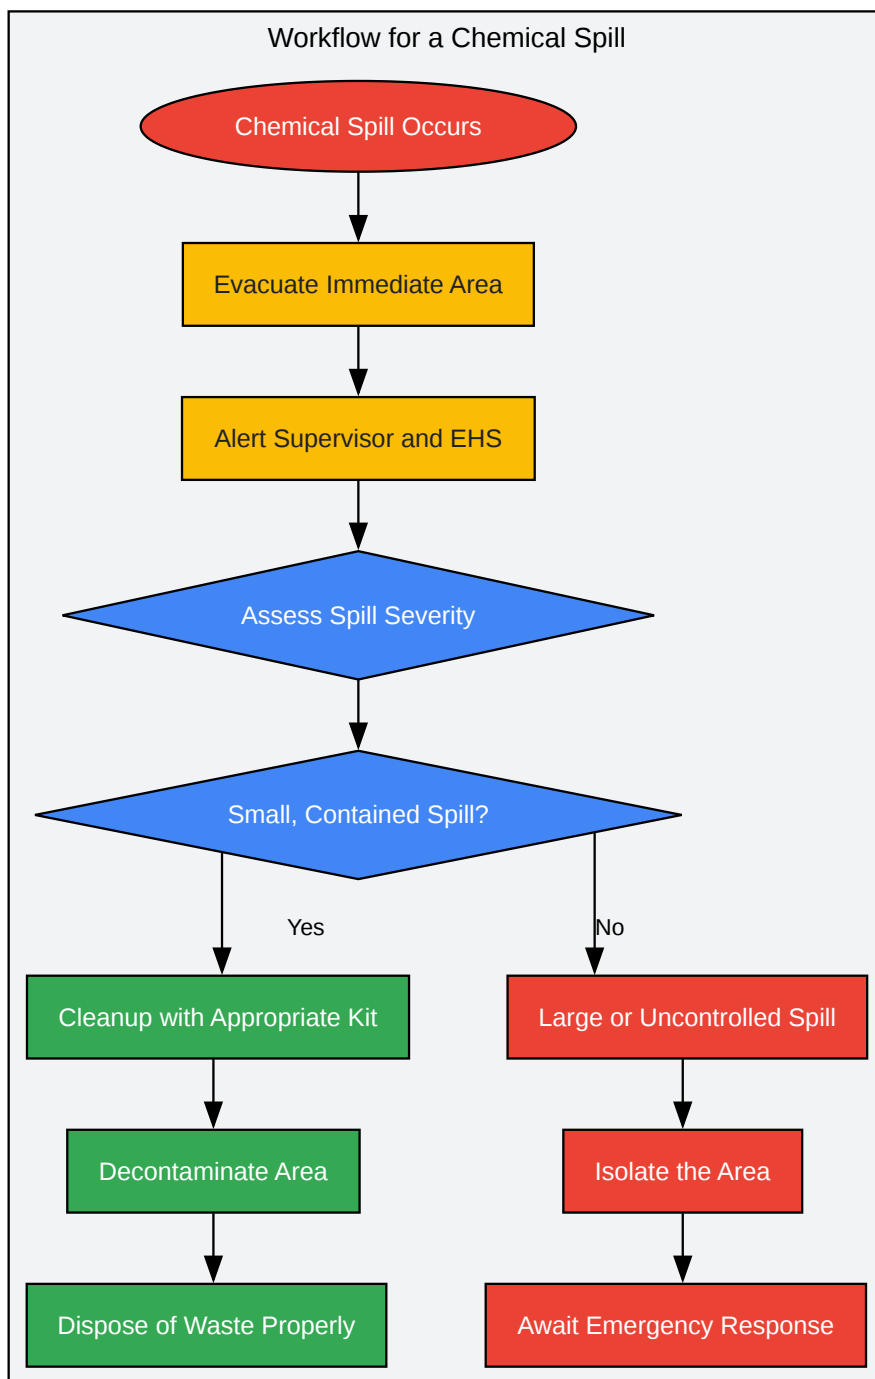 Workflow for a Chemical Spill
Chemical Spill Occurs
Evacuate Immediate Area
Alert Supervisor and EHS
Assess Spill Severity
Small, Contained Spill?
Yes
No
Cleanup with Appropriate Kit
Large or Uncontrolled Spill
Decontaminate Area
Isolate the Area
Dispose of Waste Properly
Await Emergency Response